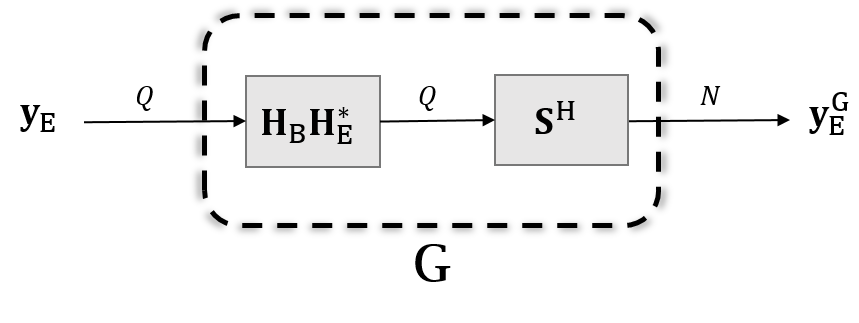 y_E Q H_B H_E^* Q S^H N y_E^G
G